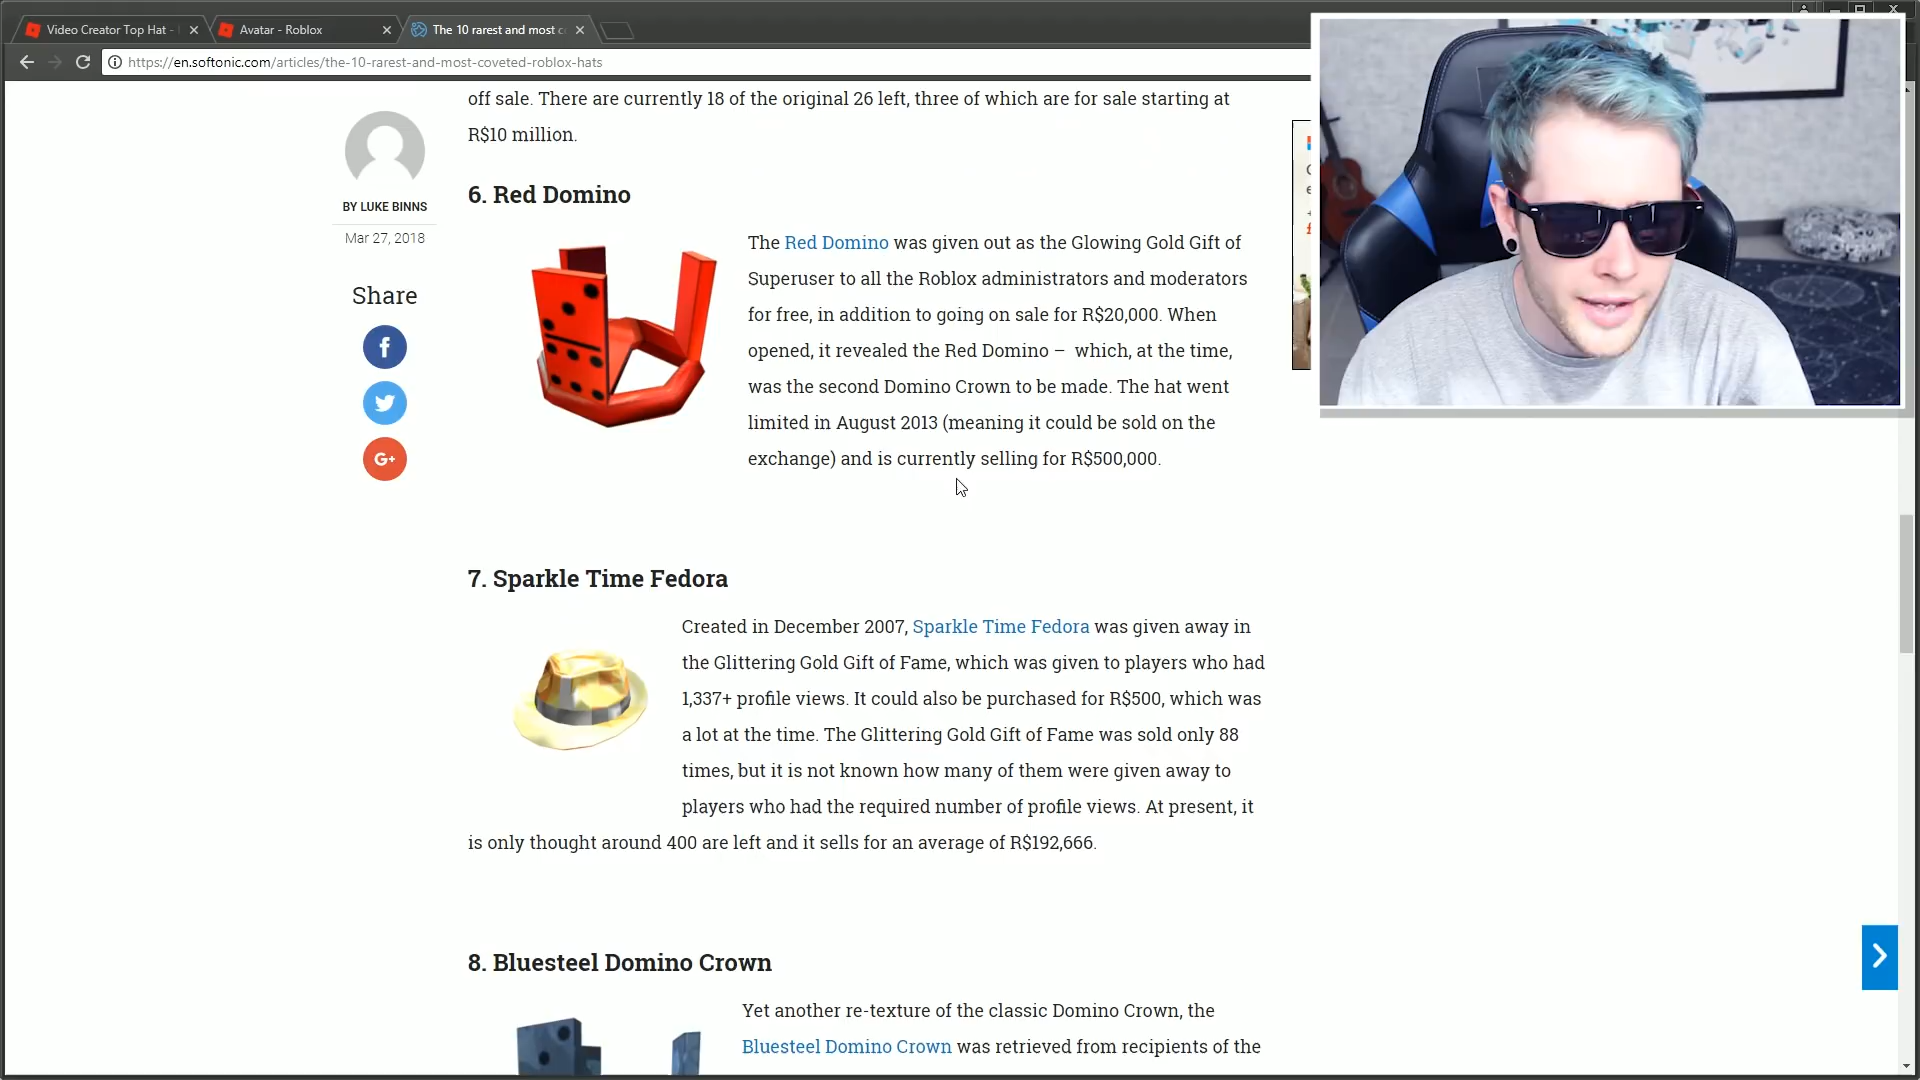 Video Creator Top Hat -
Avatar - Roblox
The 10 rarest and most c
https://en.softonic.com/articles/the-10-rarest-and-most-coveted-roblox-hats
off sale. There are currently 18 of the original 26 left, three of which are for sale starting at
R$10 million.
BY LUKE BINNS
Mar 27, 2018
Share
f
G+
6. Red Domino
The Red Domino was given out as the Glowing Gold Gift of
Superuser to all the Roblox administrators and moderators
for free, in addition to going on sale for R$20,000. When
opened, it revealed the Red Domino – which, at the time,
was the second Domino Crown to be made. The hat went
limited in August 2013 (meaning it could be sold on the
exchange) and is currently selling for R$500,000.
7. Sparkle Time Fedora
Created in December 2007, Sparkle Time Fedora was given away in
the Glittering Gold Gift of Fame, which was given to players who had
1,337+ profile views. It could also be purchased for R$500, which was
a lot at the time. The Glittering Gold Gift of Fame was sold only 88
times, but it is not known how many of them were given away to
players who had the required number of profile views. At present, it
is only thought around 400 are left and it sells for an average of R$192,666.
8. Bluesteel Domino Crown
Yet another re-texture of the classic Domino Crown, the
Bluesteel Domino Crown was retrieved from recipients of the